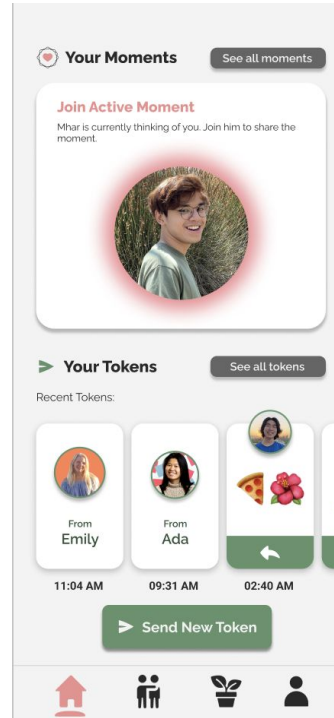 Your Moments
See all moments
Join Active Moment
Mhar is currently thinking of you. Join him to share the
moment.
Your Tokens
See all tokens
Recent Tokens:
From
Emily
From
Ada
11:04 AM
09:31 AM
02:40 AM
Send New Token